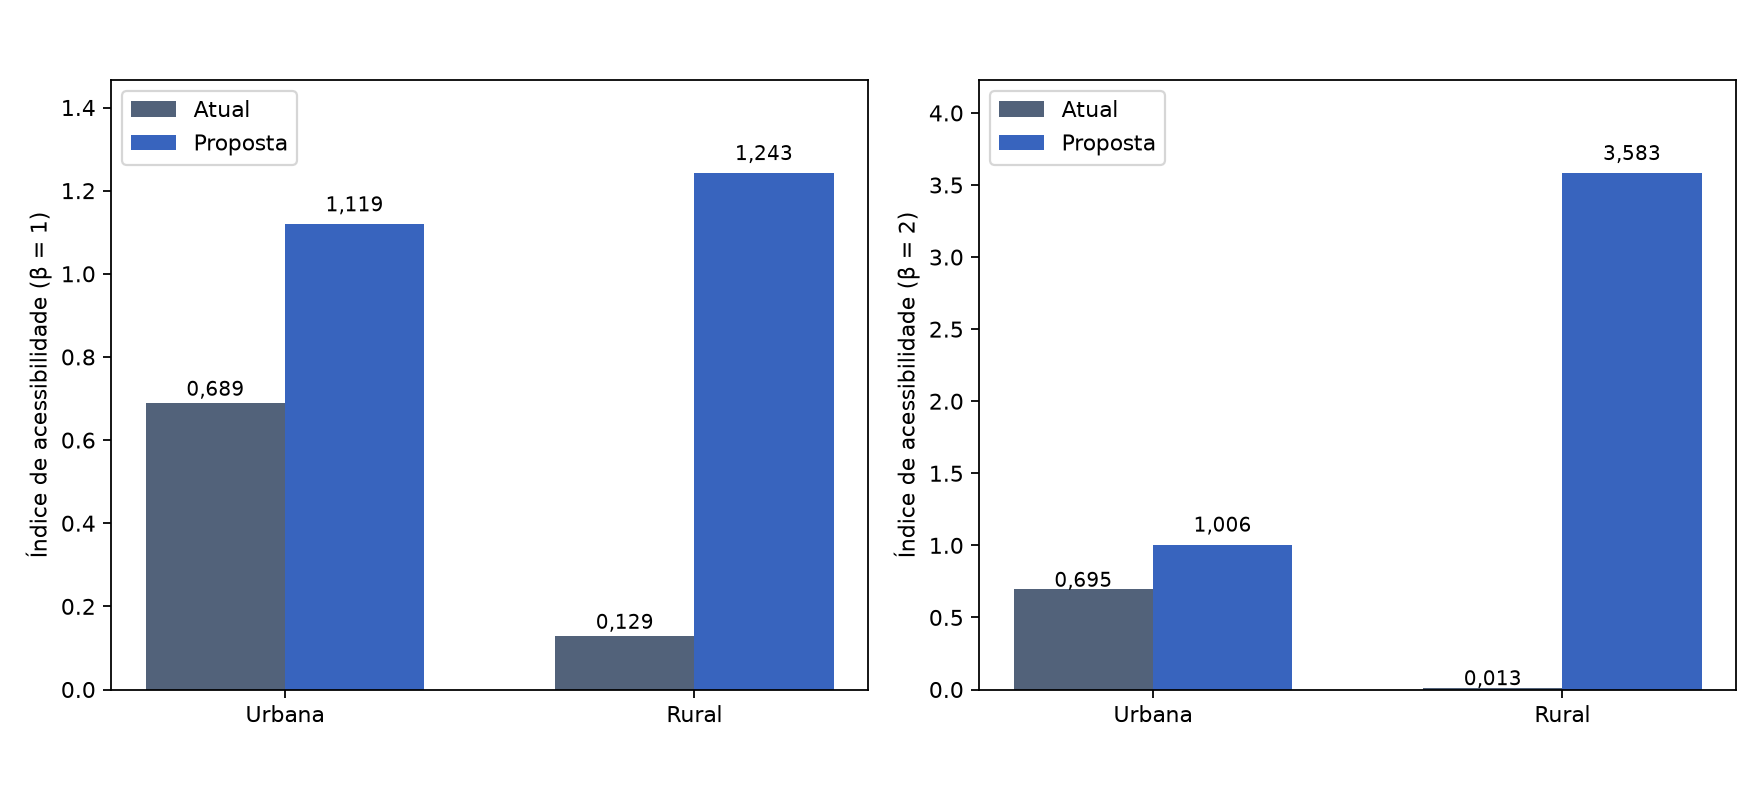 Atual
Proposta
Índice de acessibilidade (β = 1)
1.4
1.2
1.0
0.8
0.6
0.4
0.2
0.0
0,689
1,119
0,129
1,243
Urbana
Rural
Atual
Proposta
Índice de acessibilidade (β = 2)
4.0
3.5
3.0
2.5
2.0
1.5
1.0
0.5
0.0
0,695
1,006
0,013
3,583
Urbana
Rural